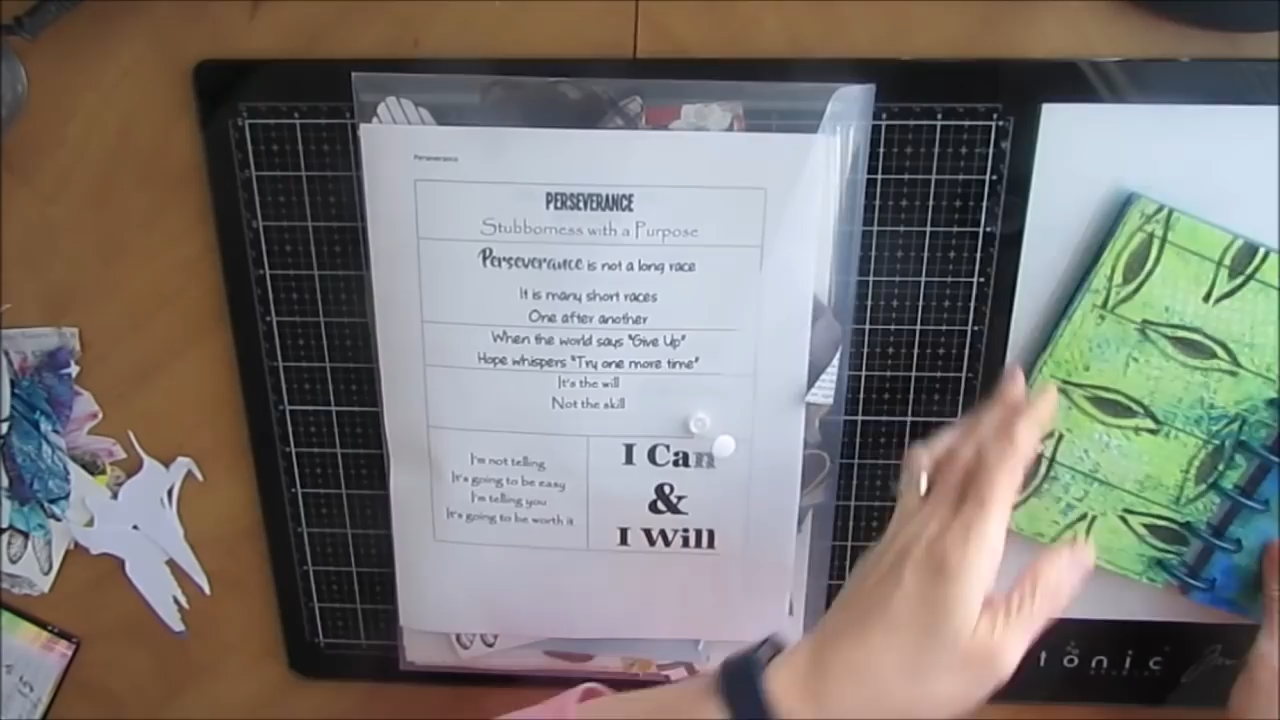 Perseverance
PERSEVERANCE
Stubborness with a Purpose
Perseverance is not a long race
It is many short races
One after another
When the world says "Give Up"
Hope whispers "Try one more time"
It's the will
Not the skill
I'm not telling
It's going to be easy
I'm telling you
It's going to be worth it
I Can
&
I Will
tonic
STUDIOS